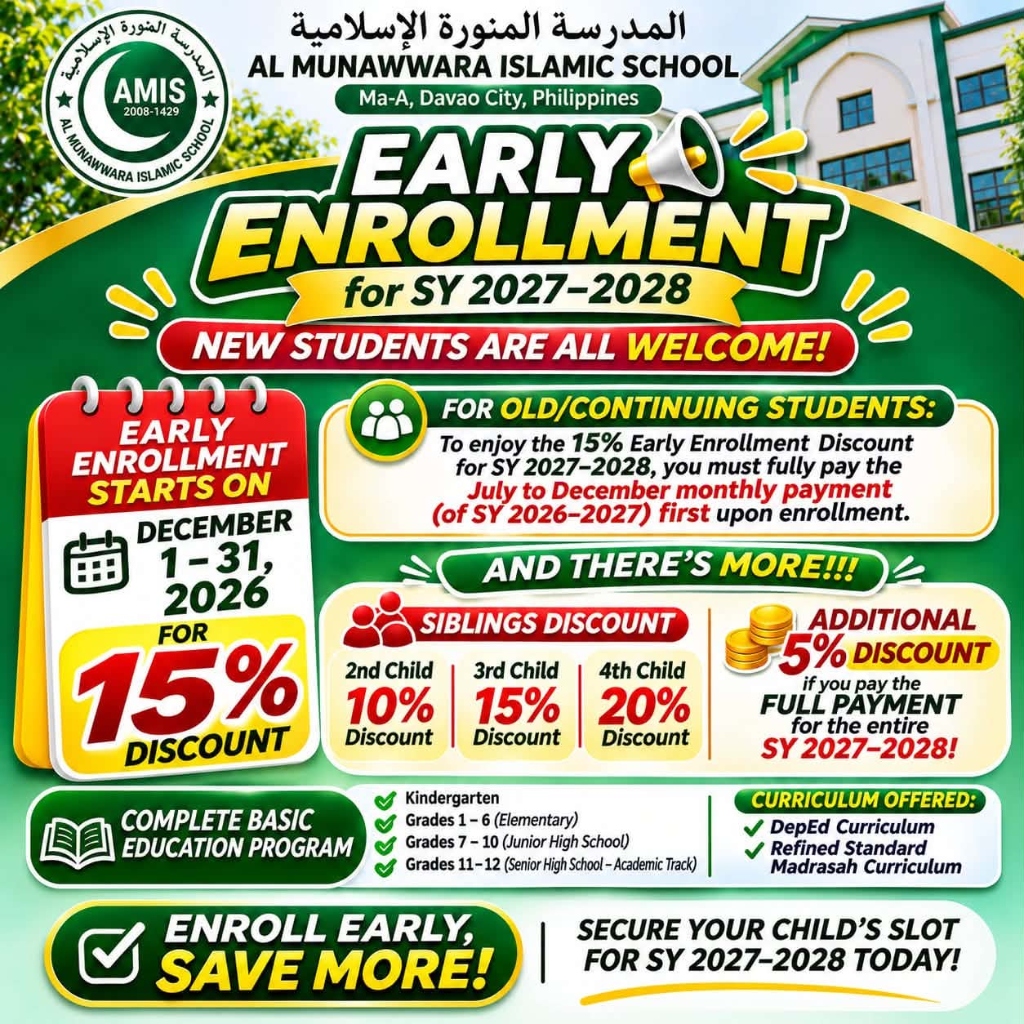 المدرسة المنورة الإسلامية
AL MUNAWWARA ISLAMIC SCHOOL
Ma-A, Davao City, Philippines
المدرسة المنورة الإسلامية
AMIS
2008-1429
AL MUNAWWARA ISLAMIC SCHOOL
EARLY
ENROLLMENT
for SY 2027–2028
NEW STUDENTS ARE ALL WELCOME!
EARLY
ENROLLMENT
STARTS ON
DECEMBER
1 – 31,
2026
FOR
15%
DISCOUNT
FOR OLD/CONTINUING STUDENTS:
To enjoy the 15% Early Enrollment Discount
for SY 2027–2028, you must fully pay the
July to December monthly payment
(of SY 2026–2027) first upon enrollment.
AND THERE'S MORE!!!
SIBLINGS DISCOUNT
2nd Child
10%
Discount
3rd Child
15%
Discount
4th Child
20%
Discount
ADDITIONAL
5% DISCOUNT
if you pay the
FULL PAYMENT
for the entire
SY 2027–2028!
COMPLETE BASIC
EDUCATION PROGRAM
Kindergarten
Grades 1 – 6 (Elementary)
Grades 7 – 10 (Junior High School)
Grades 11– 12 (Senior High School – Academic Track)
CURRICULUM OFFERED:
DepEd Curriculum
Refined Standard
Madrasah Curriculum
ENROLL EARLY,
SAVE MORE!
SECURE YOUR CHILD'S SLOT
FOR SY 2027–2028 TODAY!